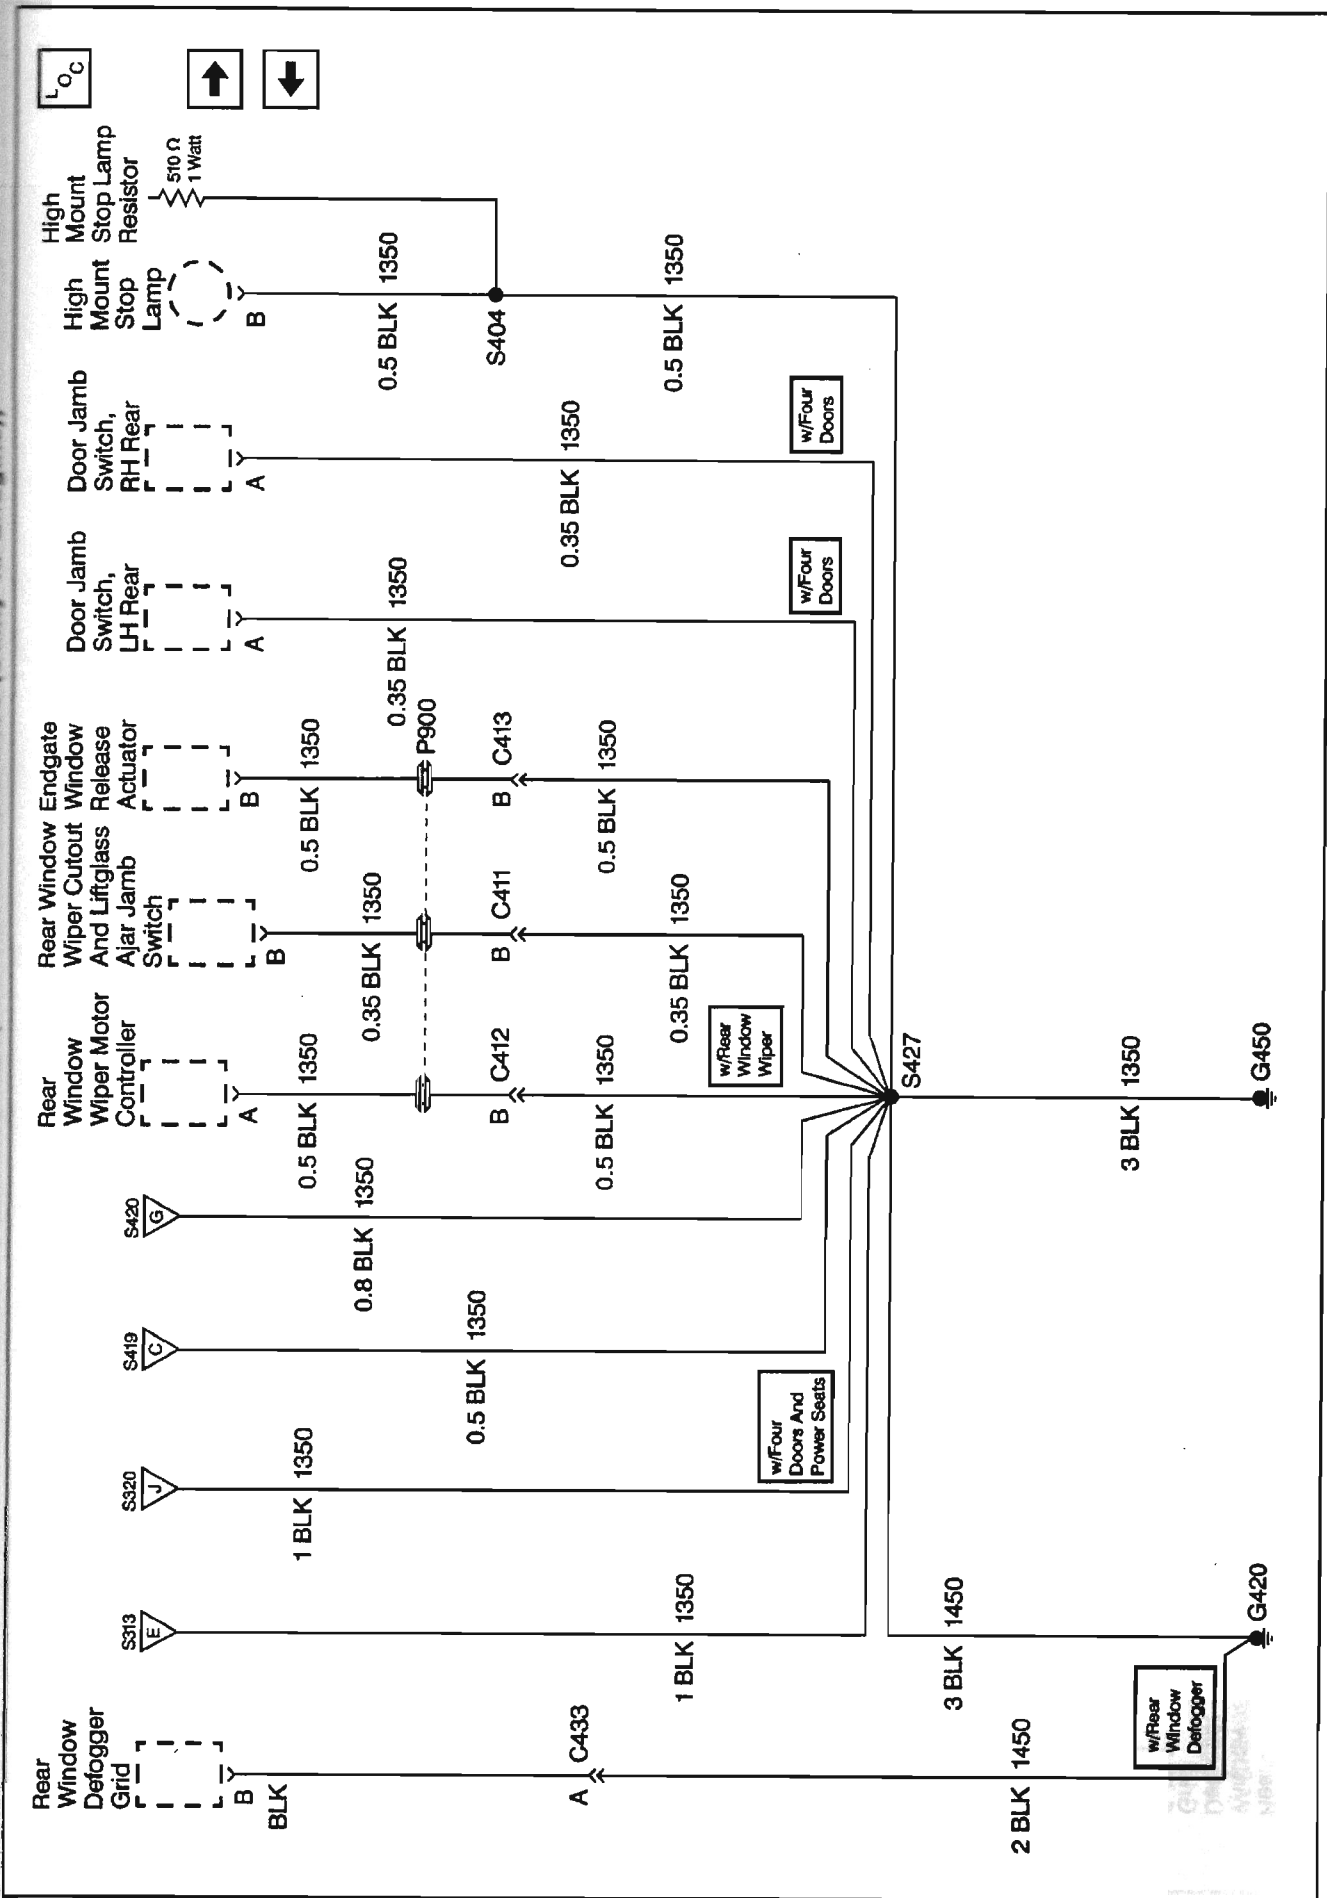 Rear
Window
Defogger
Grid
B
BLK
A
C433
2 BLK 1450
w/Rear
Window
Defogger
G420
3 BLK 1450
S313
E
1 BLK 1350
S320
J
1 BLK 1350
w/Four
Doors And
Power Seats
S419
C
0.5 BLK 1350
S420
G
0.8 BLK 1350
Rear
Window
Wiper Motor
Controller
A
0.5 BLK 1350
B
C412
0.5 BLK 1350
Rear Window
Wiper Cutout
And Liftglass
Ajar Jamb
Switch
B
0.35 BLK 1350
B
C411
0.35 BLK 1350
w/Rear
Window
Wiper
Endgate
Window
Release
Actuator
B
0.5 BLK 1350
P900
B
C413
0.5 BLK 1350
Door Jamb
Switch,
LH Rear
A
0.35 BLK 1350
w/Four
Doors
Door Jamb
Switch,
RH Rear
A
0.35 BLK 1350
w/Four
Doors
High
Mount
Stop
Lamp
B
0.5 BLK 1350
S404
0.5 BLK 1350
High
Mount
Stop Lamp
Resistor
510 Ω
1 Watt
LOC
S427
3 BLK 1350
G450